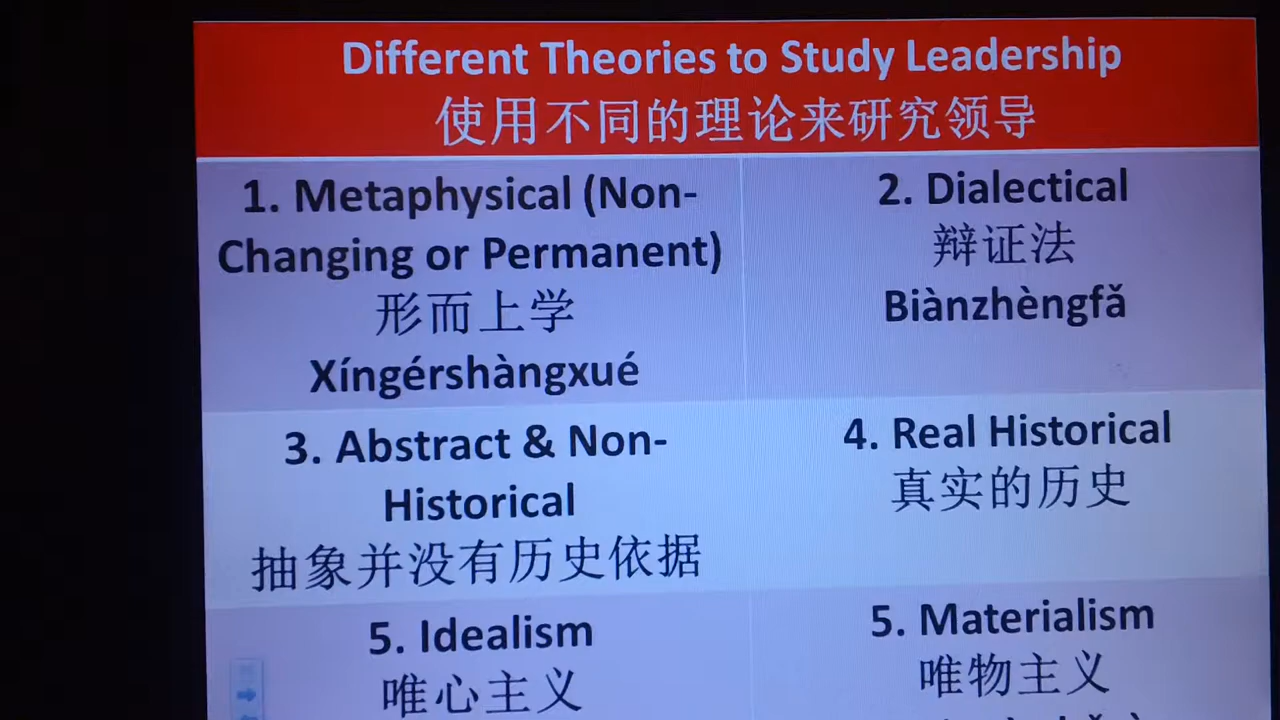 Different Theories to Study Leadership
使用不同的理论来研究领导
1. Metaphysical (Non-
Changing or Permanent)
形而上学
Xíngérshàngxué
2. Dialectical
辩证法
Biànzhèngfǎ
3. Abstract & Non-
Historical
抽象并没有历史依据
4. Real Historical
真实的历史
5. Idealism
唯心主义
5. Materialism
唯物主义